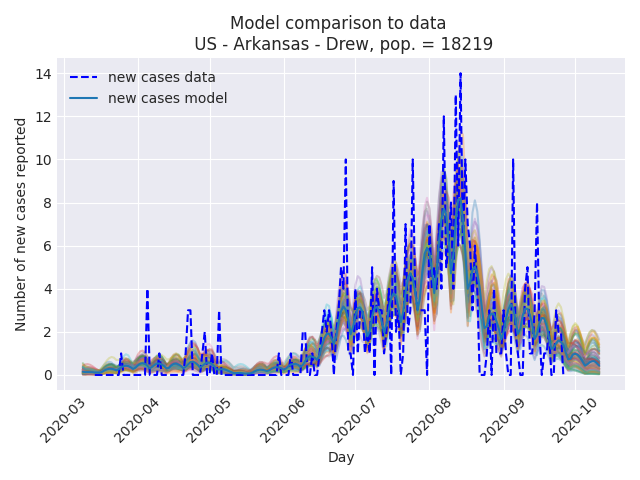 Model comparison to data
US - Arkansas - Drew, pop. = 18219
new cases data
new cases model
Number of new cases reported
14
12
10
8
6
4
2
0
2020-03
2020-04
2020-05
2020-06
2020-07
2020-08
2020-09
2020-10
Day